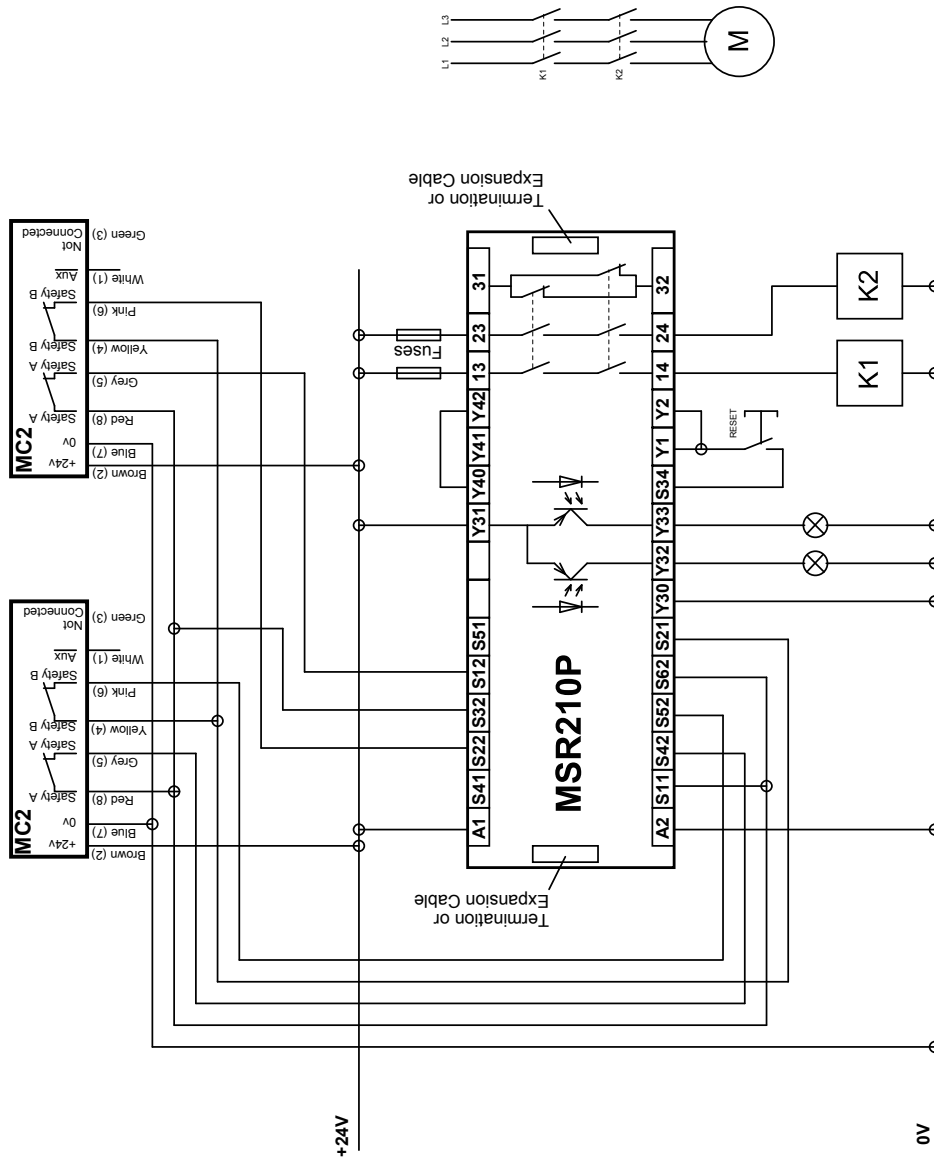 L3
L2
L1
K1
K2
M
MC2
+24v
0v
Safety A
Safety A
Safety B
Safety B
Aux
Not
Connected
Brown (2)
Blue (7)
Red (8)
Grey (5)
Yellow (4)
Pink (6)
White (1)
Green (3)
MC2
+24v
0v
Safety A
Safety A
Safety B
Safety B
Aux
Not
Connected
Brown (2)
Blue (7)
Red (8)
Grey (5)
Yellow (4)
Pink (6)
White (1)
Green (3)
+24V
Fuses
Termination or
Expansion Cable
Termination or
Expansion Cable
A1
S41
S22
S32
S12
S51
Y31
Y40
Y41
Y42
13
23
31
MSR210P
A2
S11
S42
S52
S62
S21
Y30
Y32
Y33
S34
Y1
Y2
14
24
32
RESET
K1
K2
0V